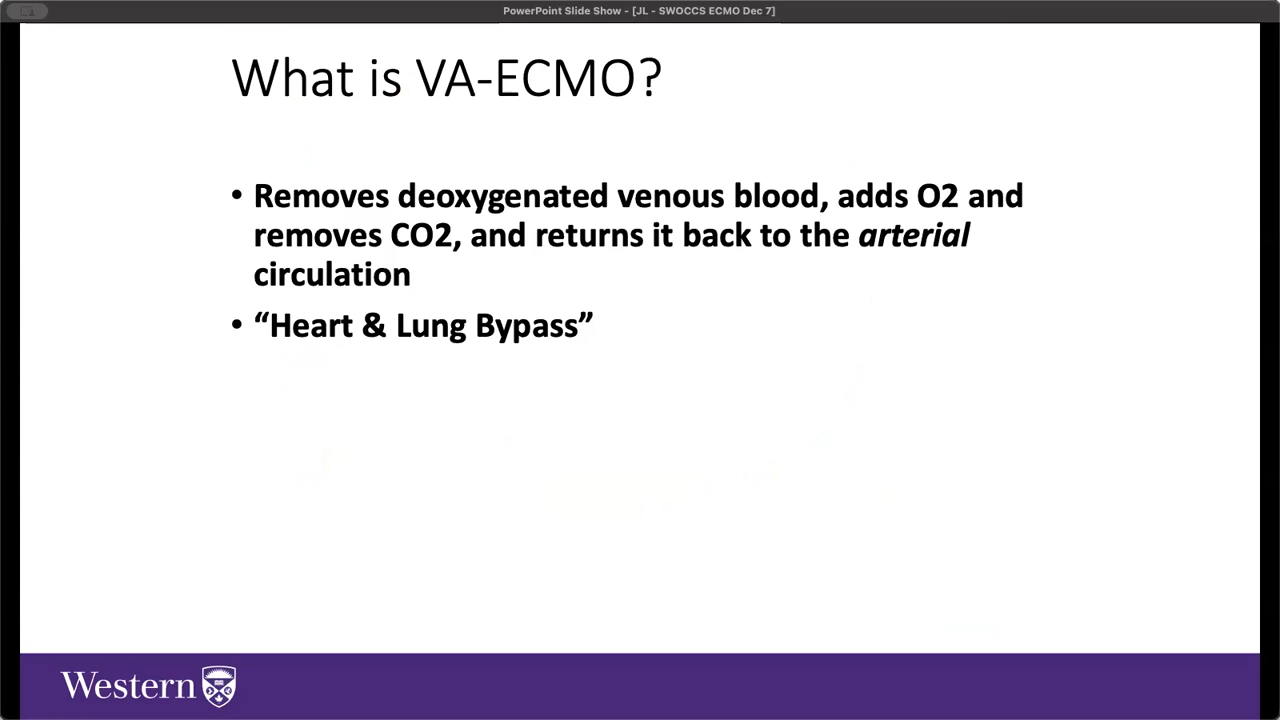 PowerPoint Slide Show - [JL - SWOCCS ECMO Dec 7]
What is VA-ECMO?
• Removes deoxygenated venous blood, adds O2 and
removes CO2, and returns it back to the arterial
circulation
• “Heart & Lung Bypass”
Western